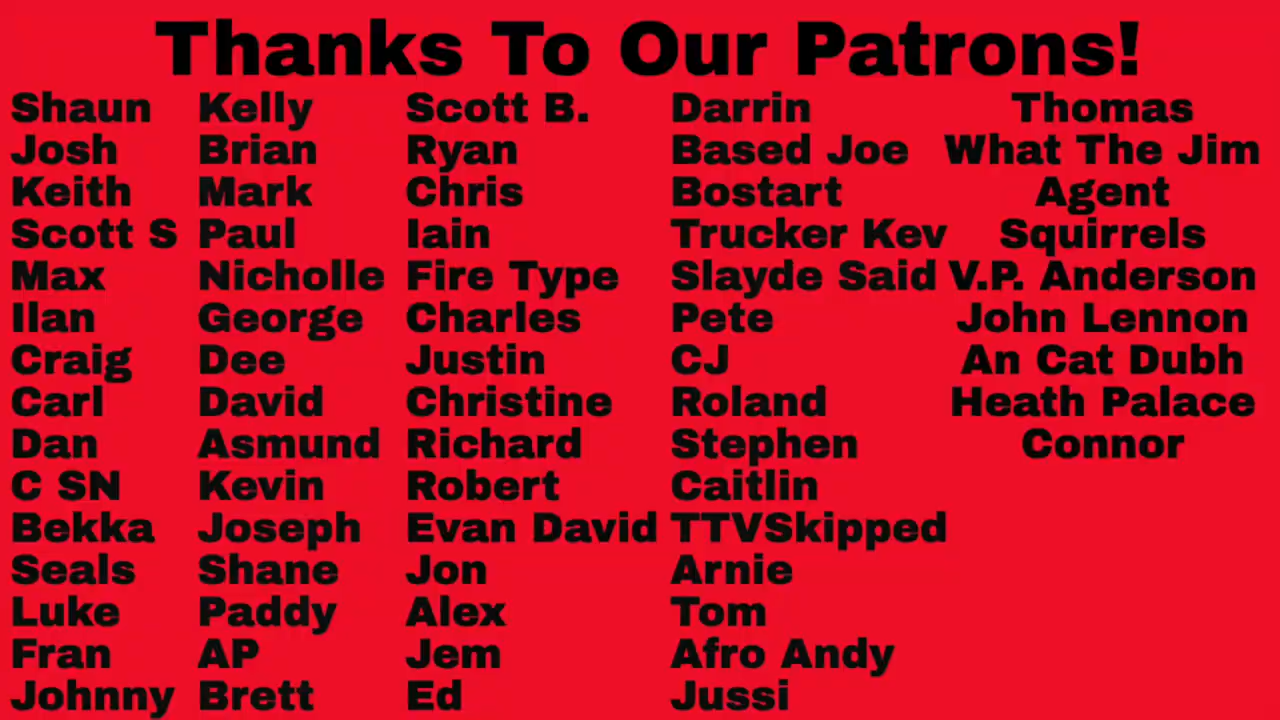 Thanks To Our Patrons!
Shaun
Josh
Keith
Scott S
Max
Ilan
Craig
Carl
Dan
C SN
Bekka
Seals
Luke
Fran
Johnny
Kelly
Brian
Mark
Paul
Nicholle
George
Dee
David
Asmund
Kevin
Joseph
Shane
Paddy
AP
Brett
Scott B.
Ryan
Chris
Iain
Fire Type
Charles
Justin
Christine
Richard
Robert
Evan David
Jon
Alex
Jem
Ed
Darrin
Based Joe
Bostart
Trucker Kev
Slayde Said
Pete
CJ
Roland
Stephen
Caitlin
TTVSkipped
Arnie
Tom
Afro Andy
Jussi
Thomas
What The Jim
Agent
Squirrels
V.P. Anderson
John Lennon
An Cat Dubh
Heath Palace
Connor